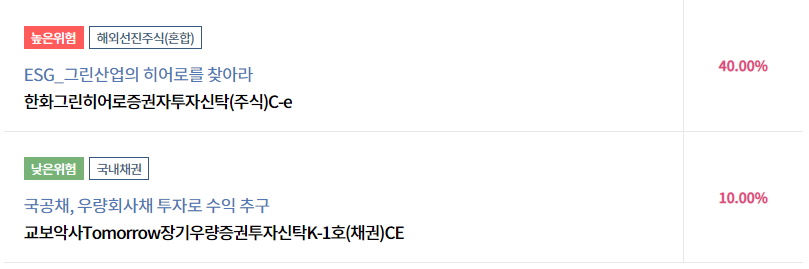 높은위험 해외선진주식(혼합)
ESG_그린산업의 히어로를 찾아라
한화그린히어로증권자투자신탁(주식)C-e
40.00%
낮은위험 국내채권
국공채, 우량회사채 투자로 수익 추구
교보악사Tomorrow장기우량증권투자신탁K-1호(채권)CE
10.00%